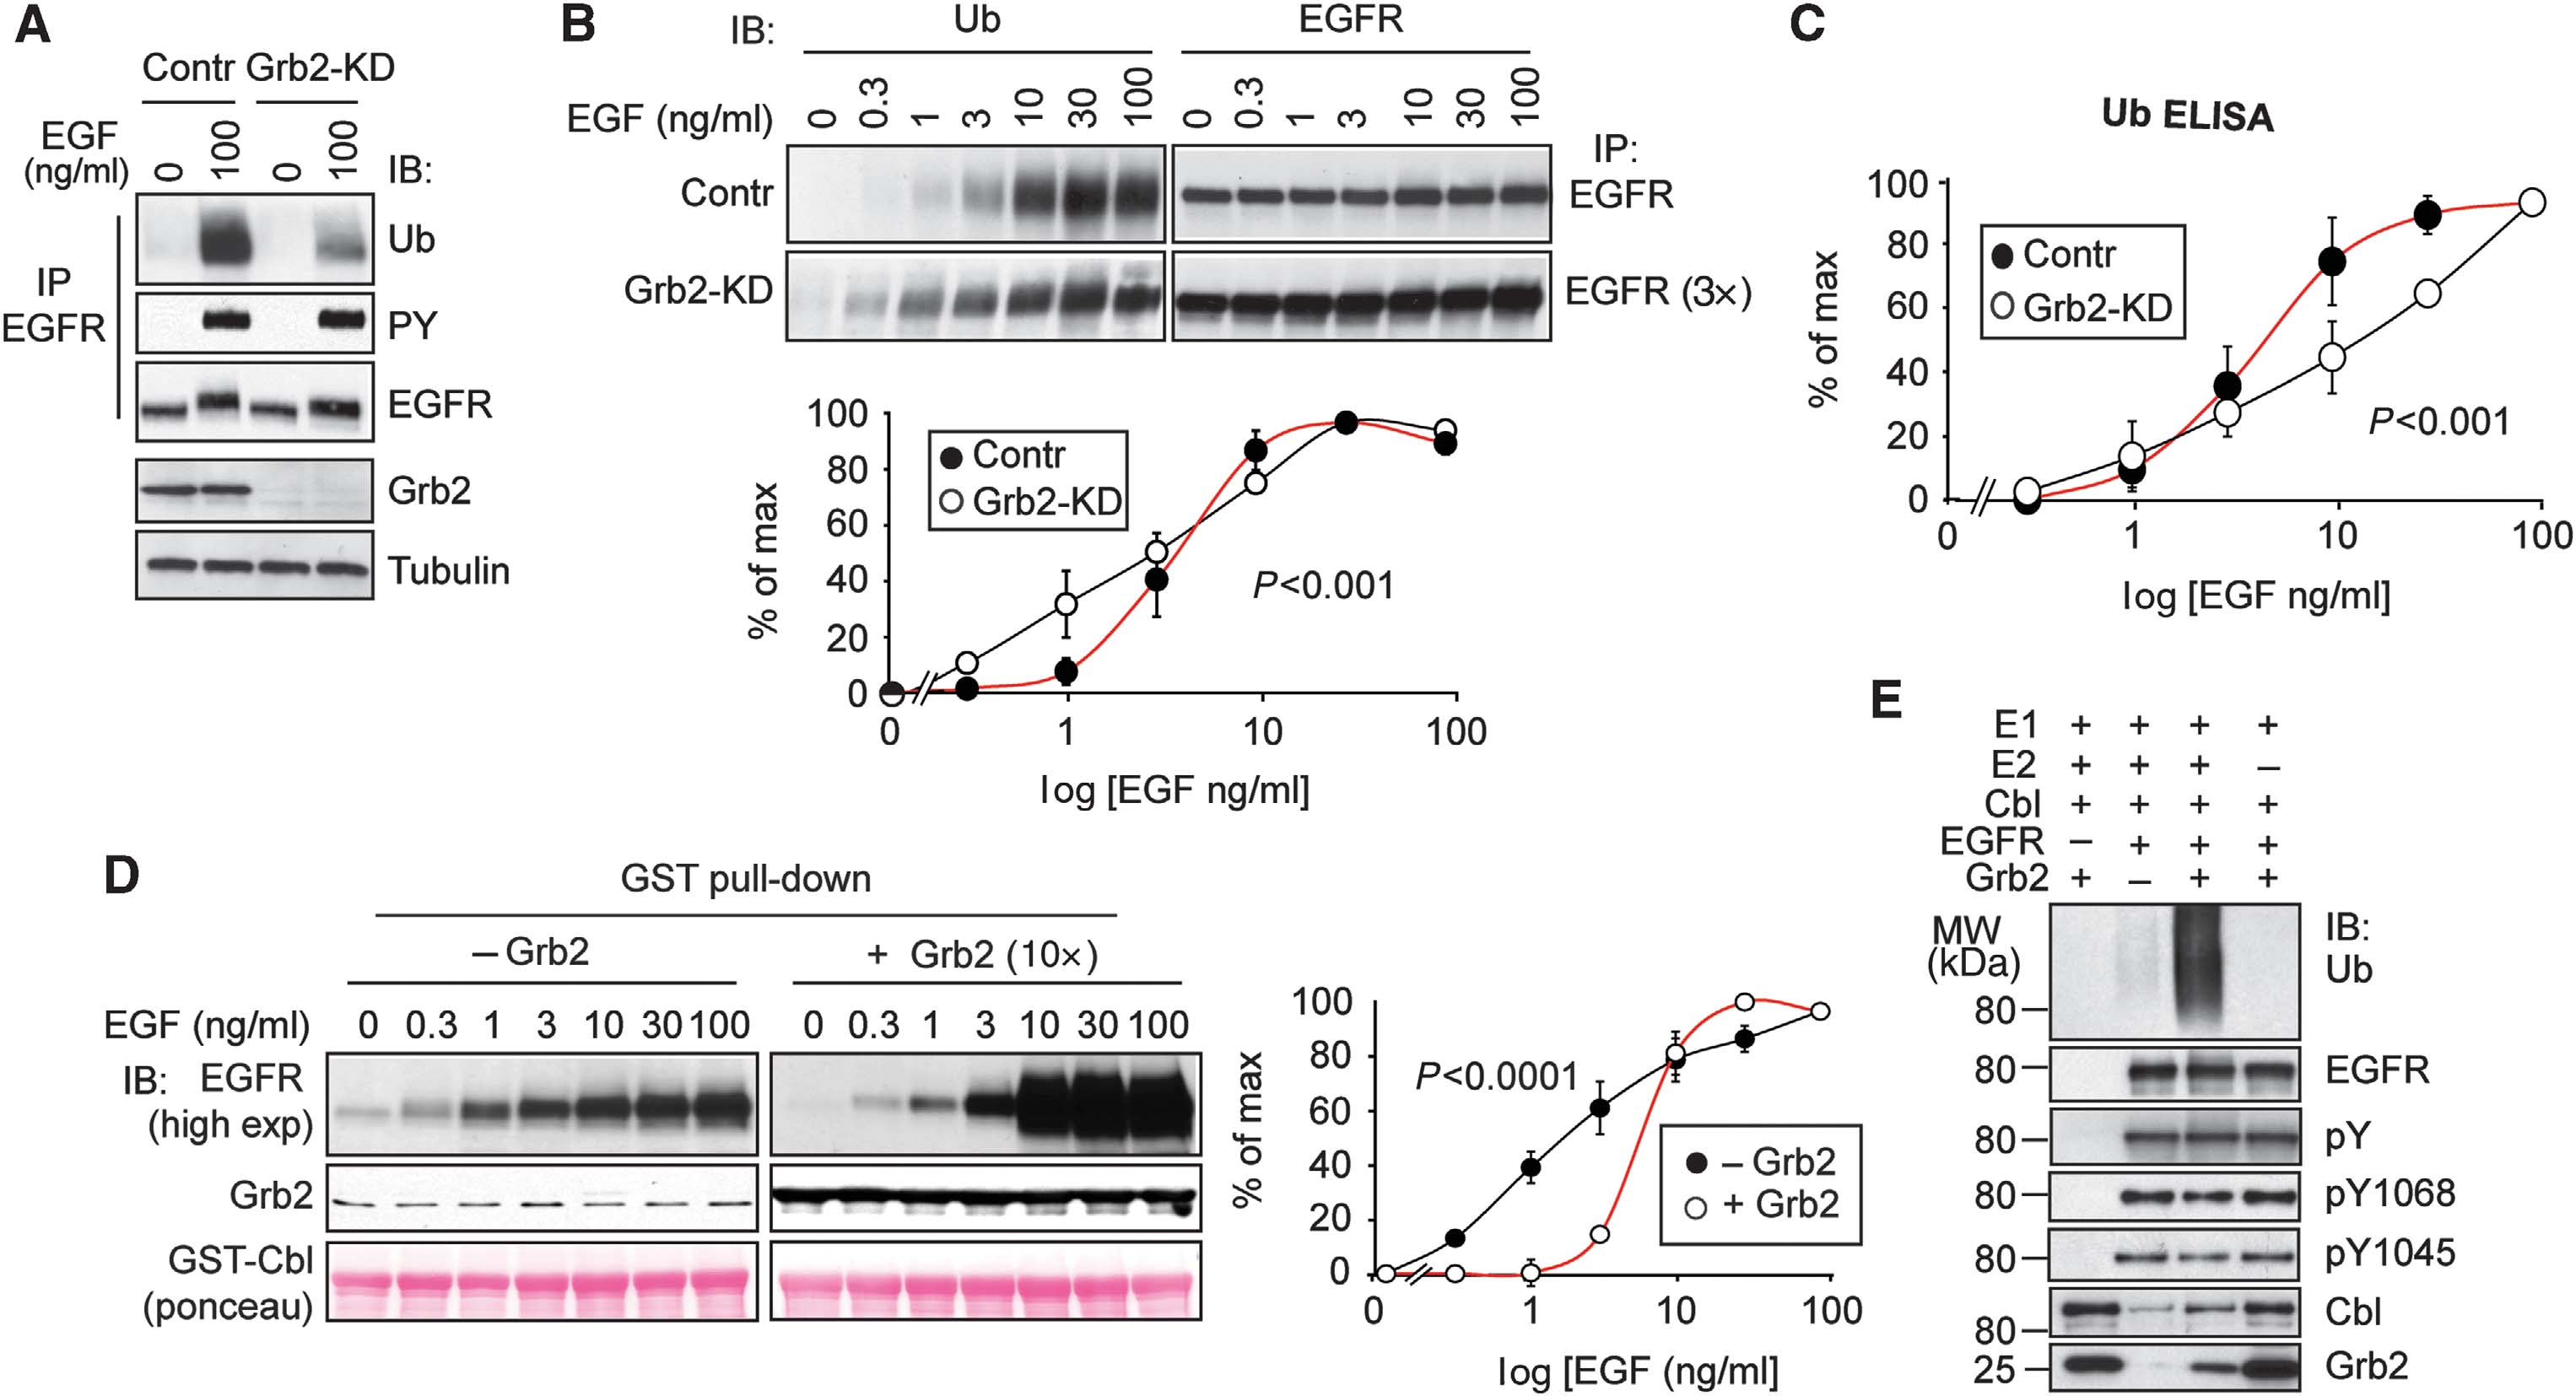 A
Contr Grb2-KD
EGF
(ng/ml)
0 100 0 100
IB:
IP
EGFR
Ub
PY
EGFR
Grb2
Tubulin
B
IB:
Ub
EGFR
EGF (ng/ml)
0 0.3 1 3 10 30 100
0 0.3 1 3 10 30 100
IP:
Contr
EGFR
Grb2-KD
EGFR (3×)
100
80
60
40
20
0
% of max
Contr
Grb2-KD
P<0.001
0 1 10 100
log [EGF ng/ml]
C
Ub ELISA
100
80
60
40
20
0
% of max
Contr
Grb2-KD
P<0.001
0 1 10 100
log [EGF ng/ml]
D
GST pull-down
– Grb2
+ Grb2 (10×)
EGF (ng/ml)
0 0.3 1 3 10 30 100
0 0.3 1 3 10 30 100
IB: EGFR
(high exp)
Grb2
GST-Cbl
(ponceau)
100
80
60
40
20
0
% of max
P<0.0001
– Grb2
+ Grb2
0 1 10 100
log [EGF (ng/ml]
E
E1 + + + +
E2 + + + –
Cbl + + + +
EGFR – + + +
Grb2 + – + +
MW
(kDa)
IB:
Ub
80
80 EGFR
80 pY
80 pY1068
80 pY1045
Cbl
80
25 Grb2